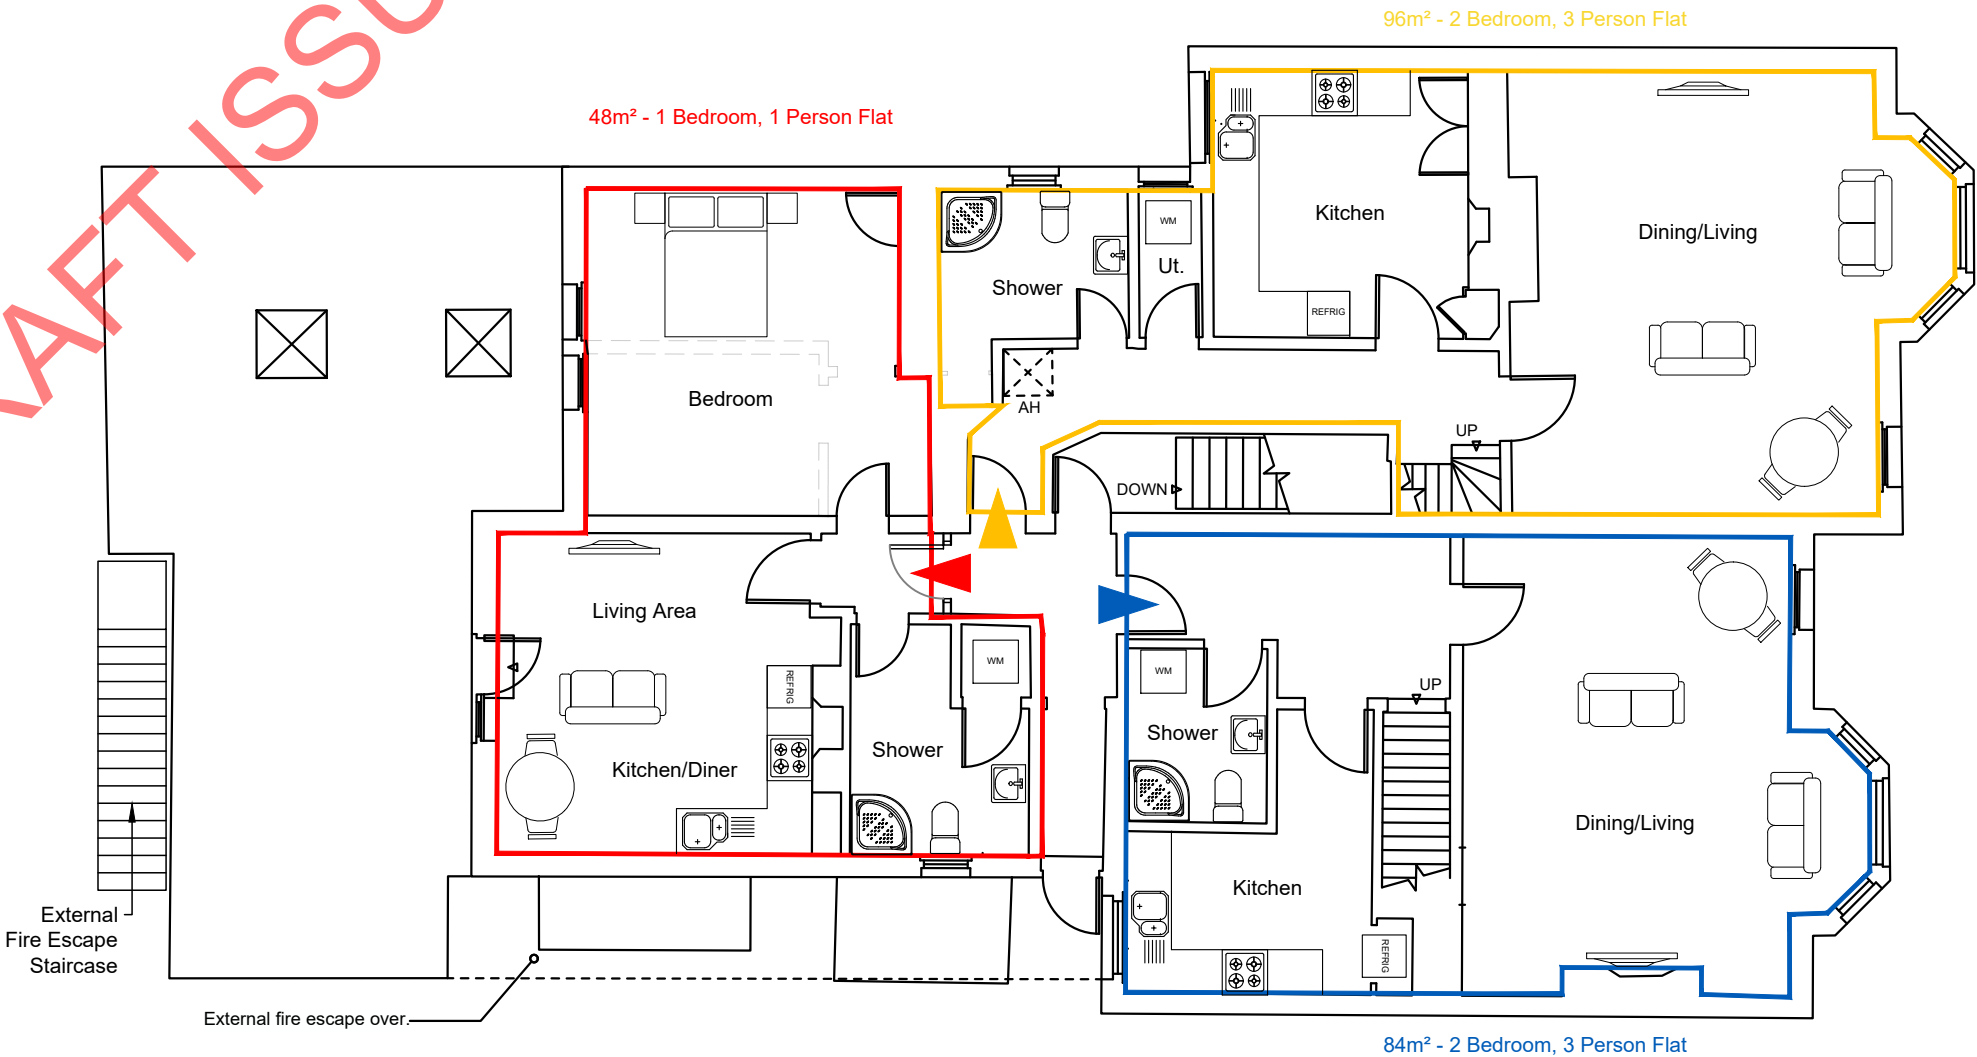 96m² - 2 Bedroom, 3 Person Flat
48m² - 1 Bedroom, 1 Person Flat
AFT ISSU
Kitchen
Dining/Living
WM
Ut.
Shower
REFRIG
Bedroom
AH
UP
DOWN
Living Area
WM
REFRIG
WM
UP
Shower
Shower
Kitchen/Diner
Dining/Living
Kitchen
REFRIG
External
Fire Escape
Staircase
External fire escape over.
84m² - 2 Bedroom, 3 Person Flat